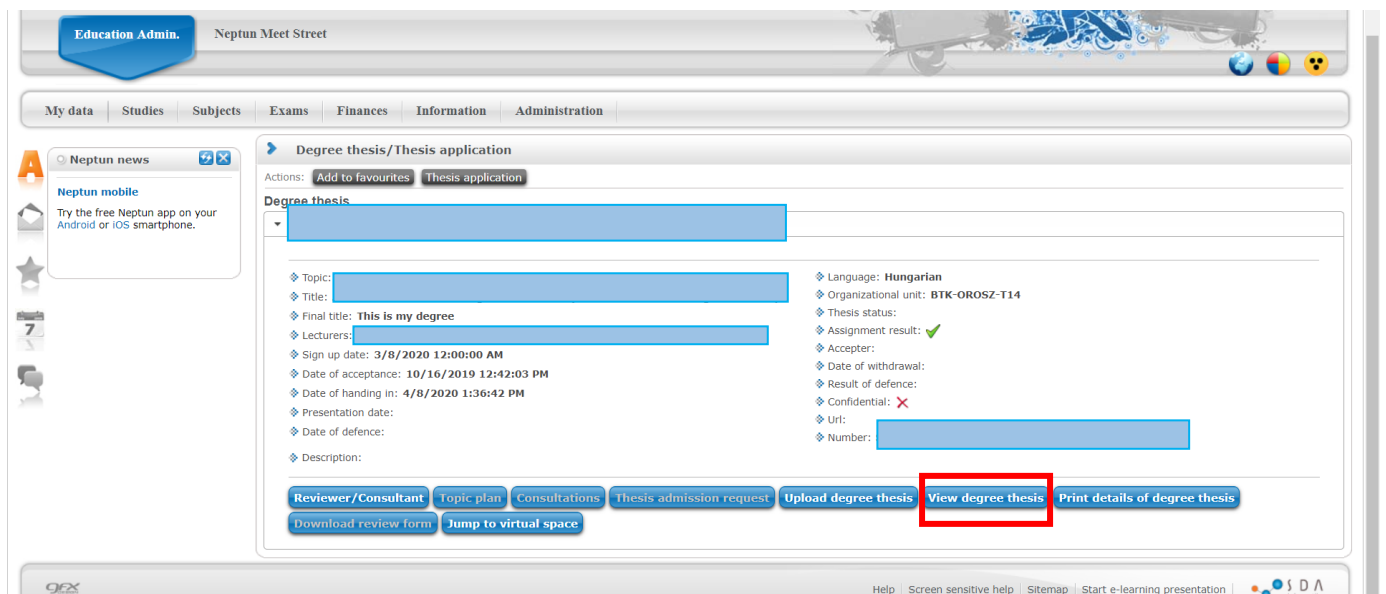 Education Admin. Neptun Meet Street
My data Studies Subjects Exams Finances Information Administration
Neptun news
Neptun mobile
Try the free Neptun app on your
Android or iOS smartphone.
7
Degree thesis/Thesis application
Actions: Add to favourites Thesis application
Degree thesis
Topic:
Title:
Final title: This is my degree
Lecturers:
Sign up date: 3/8/2020 12:00:00 AM
Date of acceptance: 10/16/2019 12:42:03 PM
Date of handing in: 4/8/2020 1:36:42 PM
Presentation date:
Date of defence:
Description:
Language: Hungarian
Organizational unit: BTK-OROSZ-T14
Thesis status:
Assignment result:
Accepter:
Date of withdrawal:
Result of defence:
Confidential:
Url:
Number:
Reviewer/Consultant Topic plan Consultations Thesis admission request Upload degree thesis View degree thesis Print details of degree thesis
Download review form Jump to virtual space
GFX Help Screen sensitive help Sitemap Start e-learning presentation SDA